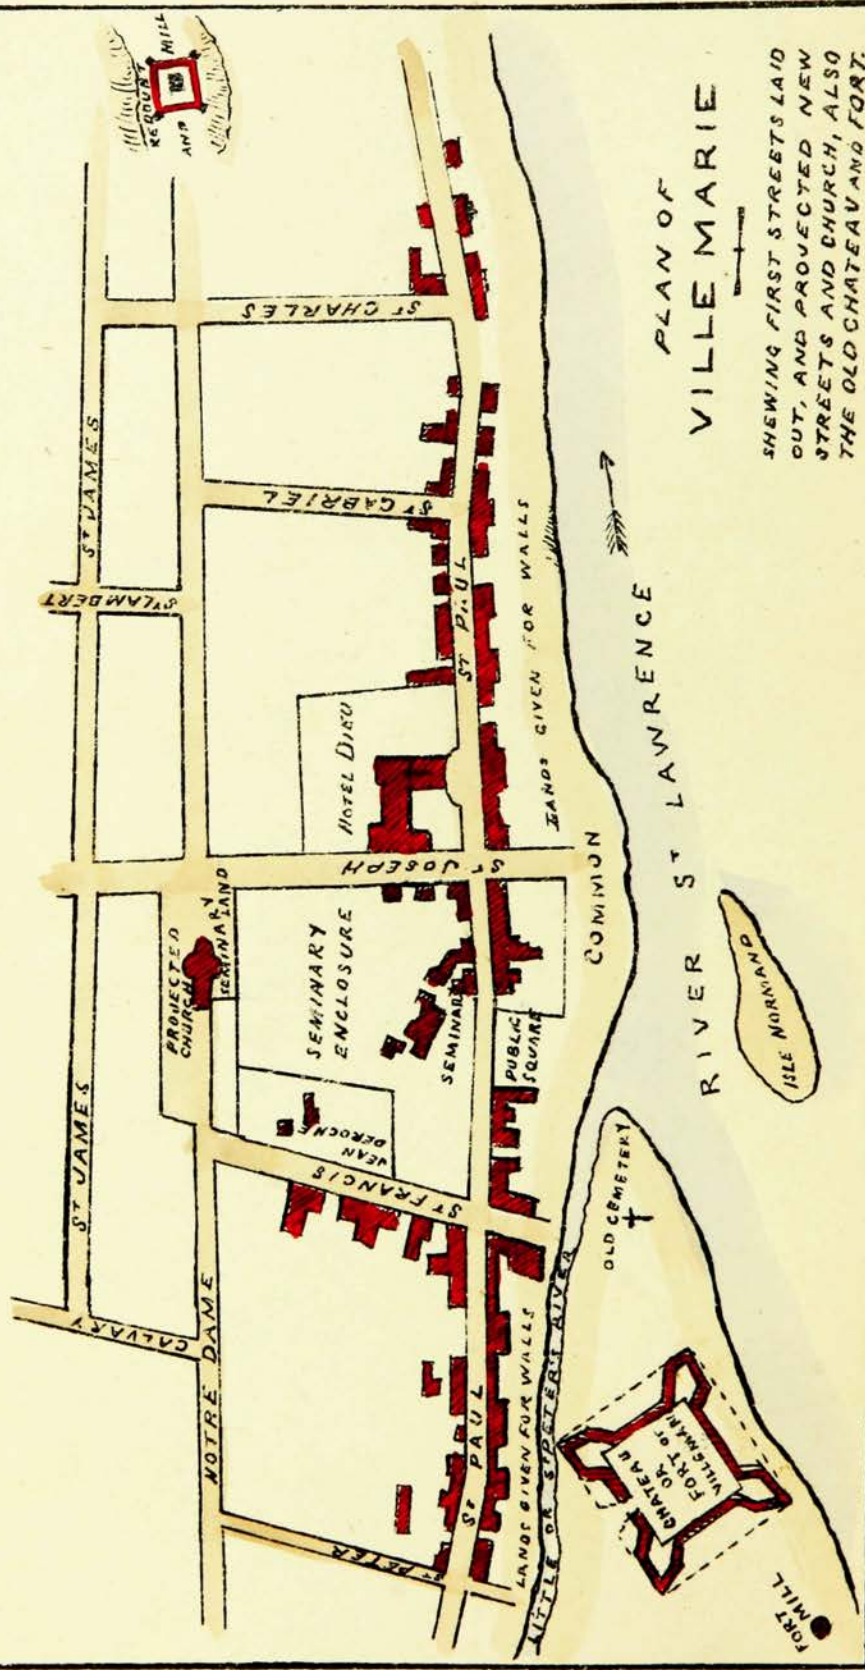 PLAN OF
VILLE MARIE
SHEWING FIRST STREETS LAID
OUT, AND PROJECTED NEW
STREETS AND CHURCH, ALSO
THE OLD CHATEAU AND FORT.
REDOUNT
AND MILL
ST JAMES
ST JAMES
CALVARY
ST LAMBERT
NOTRE DAME
ST PETER
ST FRANCIS
ST JOSEPH
ST GABRIEL
ST CHARLES
PROJECTED
CHURCH
SEMINARY
LAND
SEMINARY
ENCLOSURE
JEAN
DEROCHE
HOTEL DIEU
SEMINARY
PUBLIC
SQUARE
ST PAUL
ST PAUL
LANDS GIVEN FOR WALLS
LANDS GIVEN FOR WALLS
COMMON
LITTLE OR ST PETER'S RIVER
OLD CEMETERY
CHATEAU
OR
FORT OF
VILLEMARIE
FORT
MILL
RIVER ST LAWRENCE
ISLE NORMAND